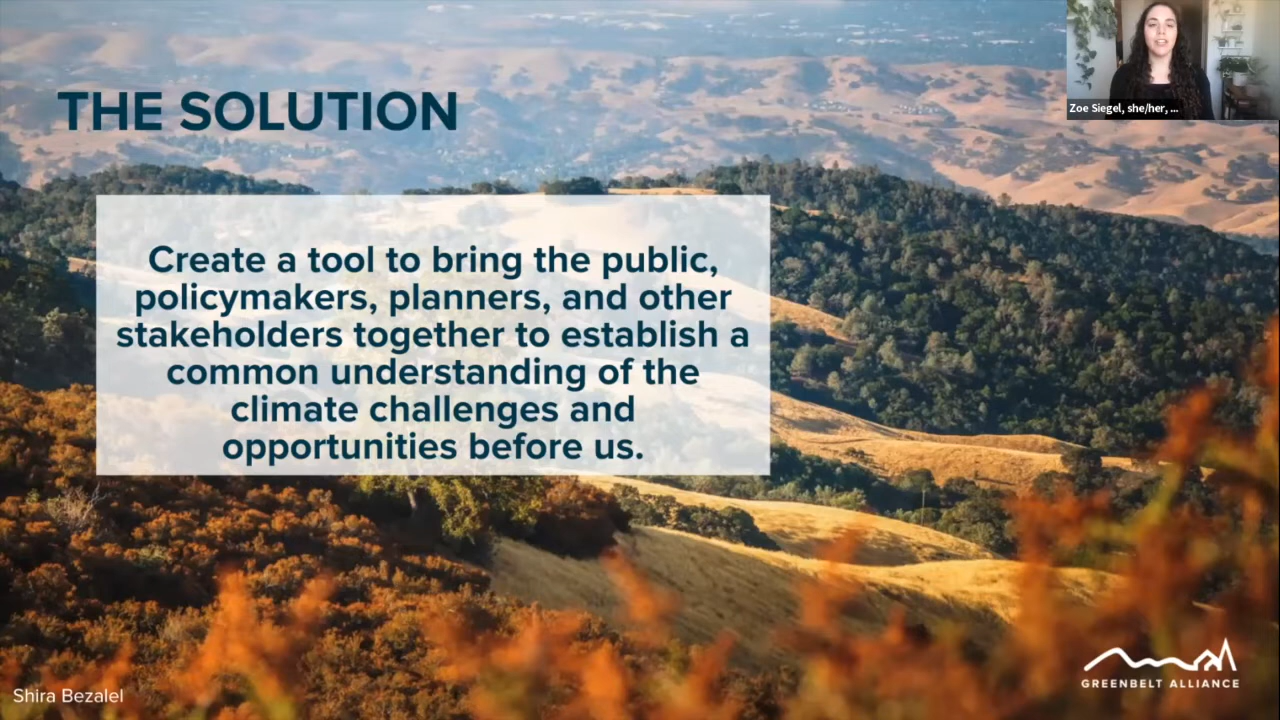 Zoe Siegel, she/her, ...
THE SOLUTION
Create a tool to bring the public,
policymakers, planners, and other
stakeholders together to establish a
common understanding of the
climate challenges and
opportunities before us.
Shira Bezalel
GREENBELT ALLIANCE